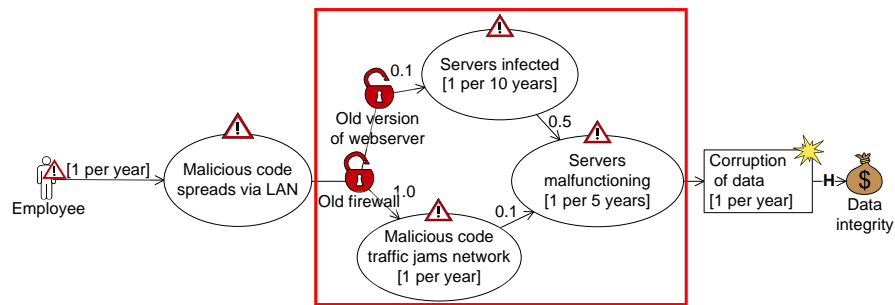 [1 per year]
Employee
Malicious code
spreads via LAN
Old firewall
Old version
of webserver
0.1
Servers infected
[1 per 10 years]
0.5
1.0
Malicious code
traffic jams network
[1 per year]
0.1
Servers
malfunctioning
[1 per 5 years]
Corruption
of data
[1 per year]
H
$
Data
integrity